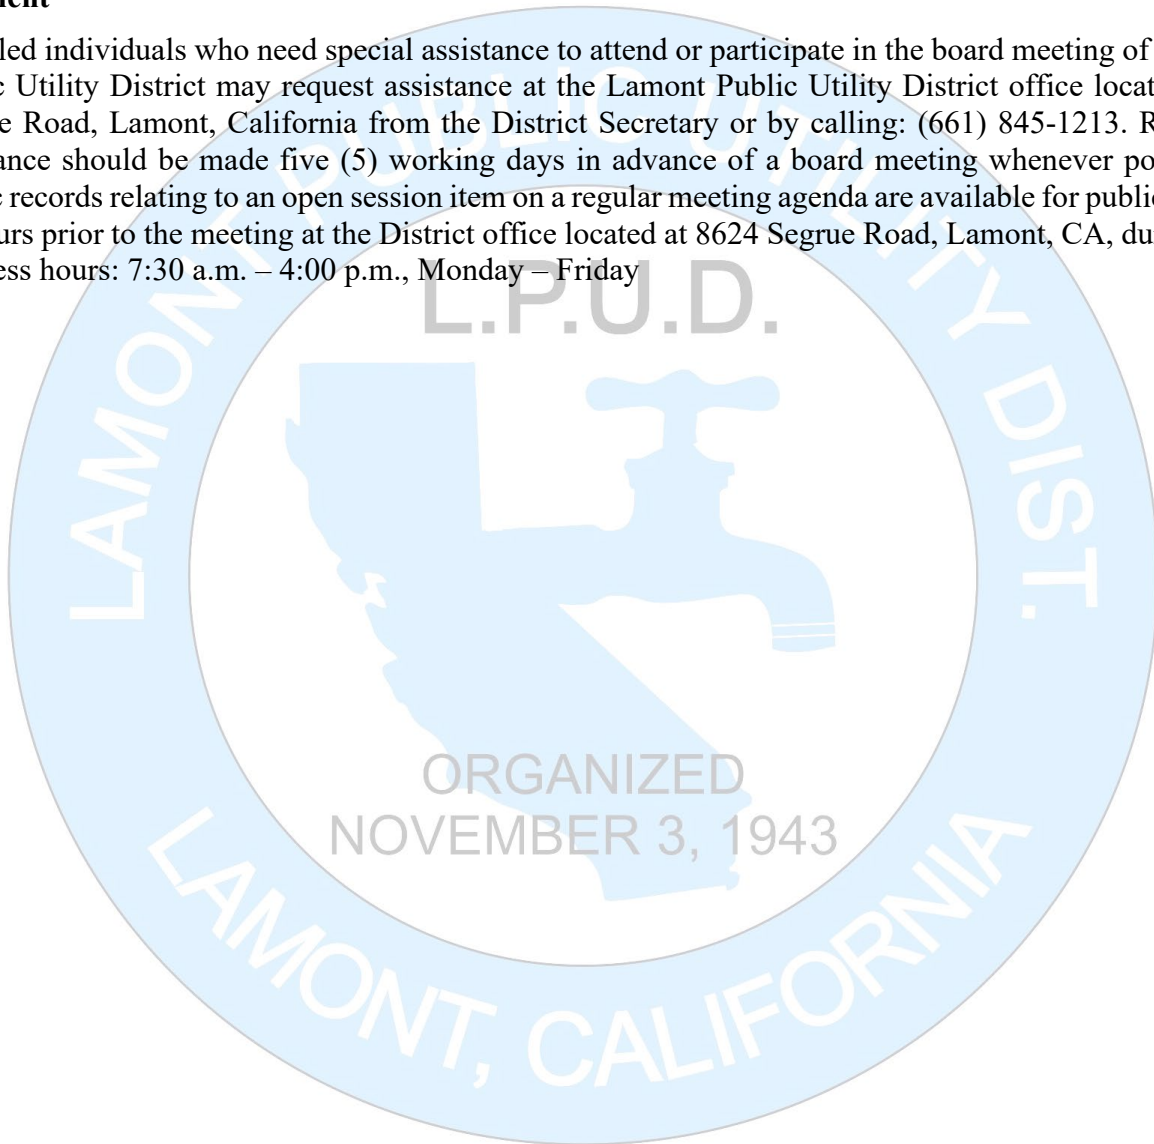 led individuals who need special assistance to attend or participate in the board meeting of
c Utility District may request assistance at the Lamont Public Utility District office locat
e Road, Lamont, California from the District Secretary or by calling: (661) 845-1213. R
ance should be made five (5) working days in advance of a board meeting whenever po
c records relating to an open session item on a regular meeting agenda are available for public
urs prior to the meeting at the District office located at 8624 Segrue Road, Lamont, CA, du
ess hours: 7:30 a.m. – 4:00 p.m., Monday – Friday
LAMONT PUBLIC UTILITY DIST.
L.P.U.D.
ORGANIZED
NOVEMBER 3, 1943
LAMONT, CALIFORNIA